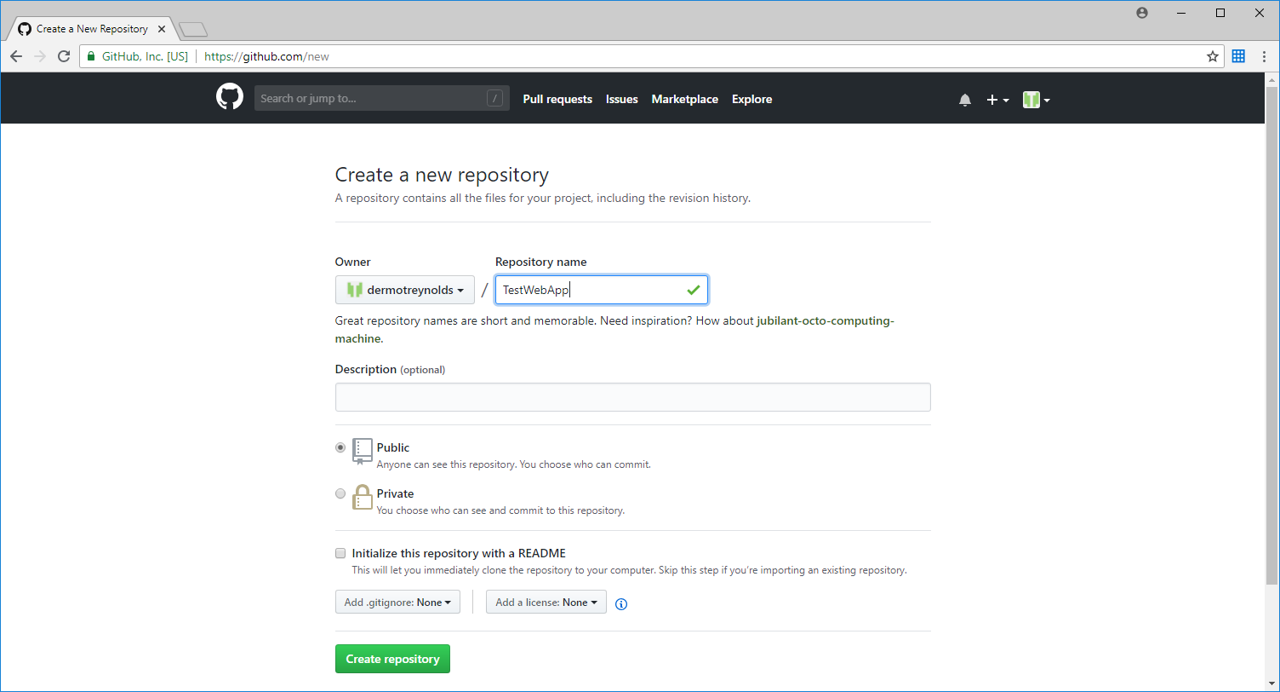 Create a New Repository
GitHub, Inc. [US] https://github.com/new
Search or jump to... / Pull requests Issues Marketplace Explore
Create a new repository
A repository contains all the files for your project, including the revision history.
Owner Repository name
dermotreynolds / TestWebApp
Great repository names are short and memorable. Need inspiration? How about jubilant-octo-computing-
machine.
Description (optional)
Public
Anyone can see this repository. You choose who can commit.
Private
You choose who can see and commit to this repository.
Initialize this repository with a README
This will let you immediately clone the repository to your computer. Skip this step if you're importing an existing repository.
Add .gitignore: None Add a license: None
Create repository